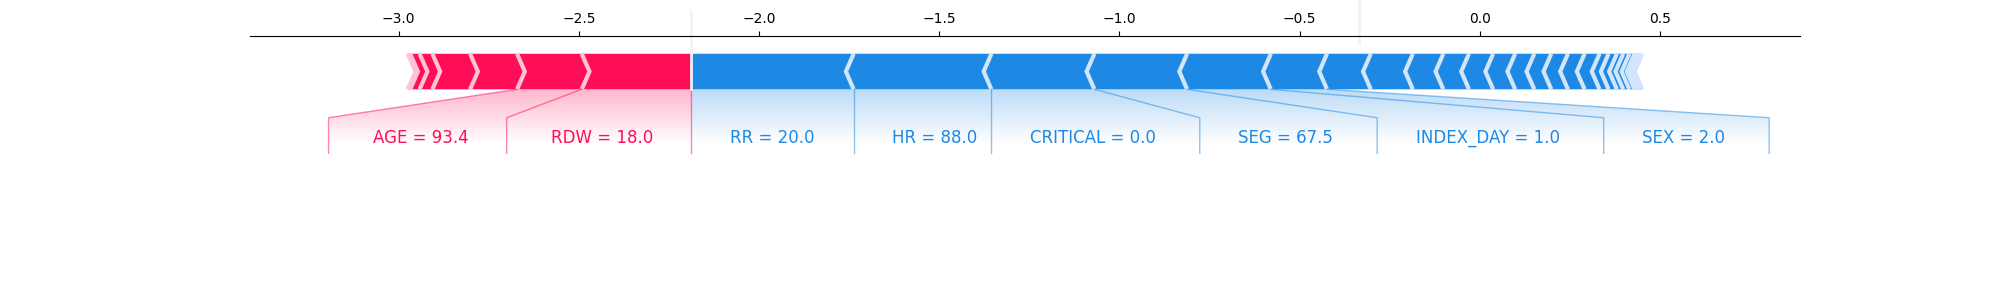 −3.0 −2.5 −2.0 −1.5 −1.0 −0.5 0.0 0.5
AGE = 93.4 RDW = 18.0 RR = 20.0 HR = 88.0 CRITICAL = 0.0 SEG = 67.5 INDEX_DAY = 1.0 SEX = 2.0